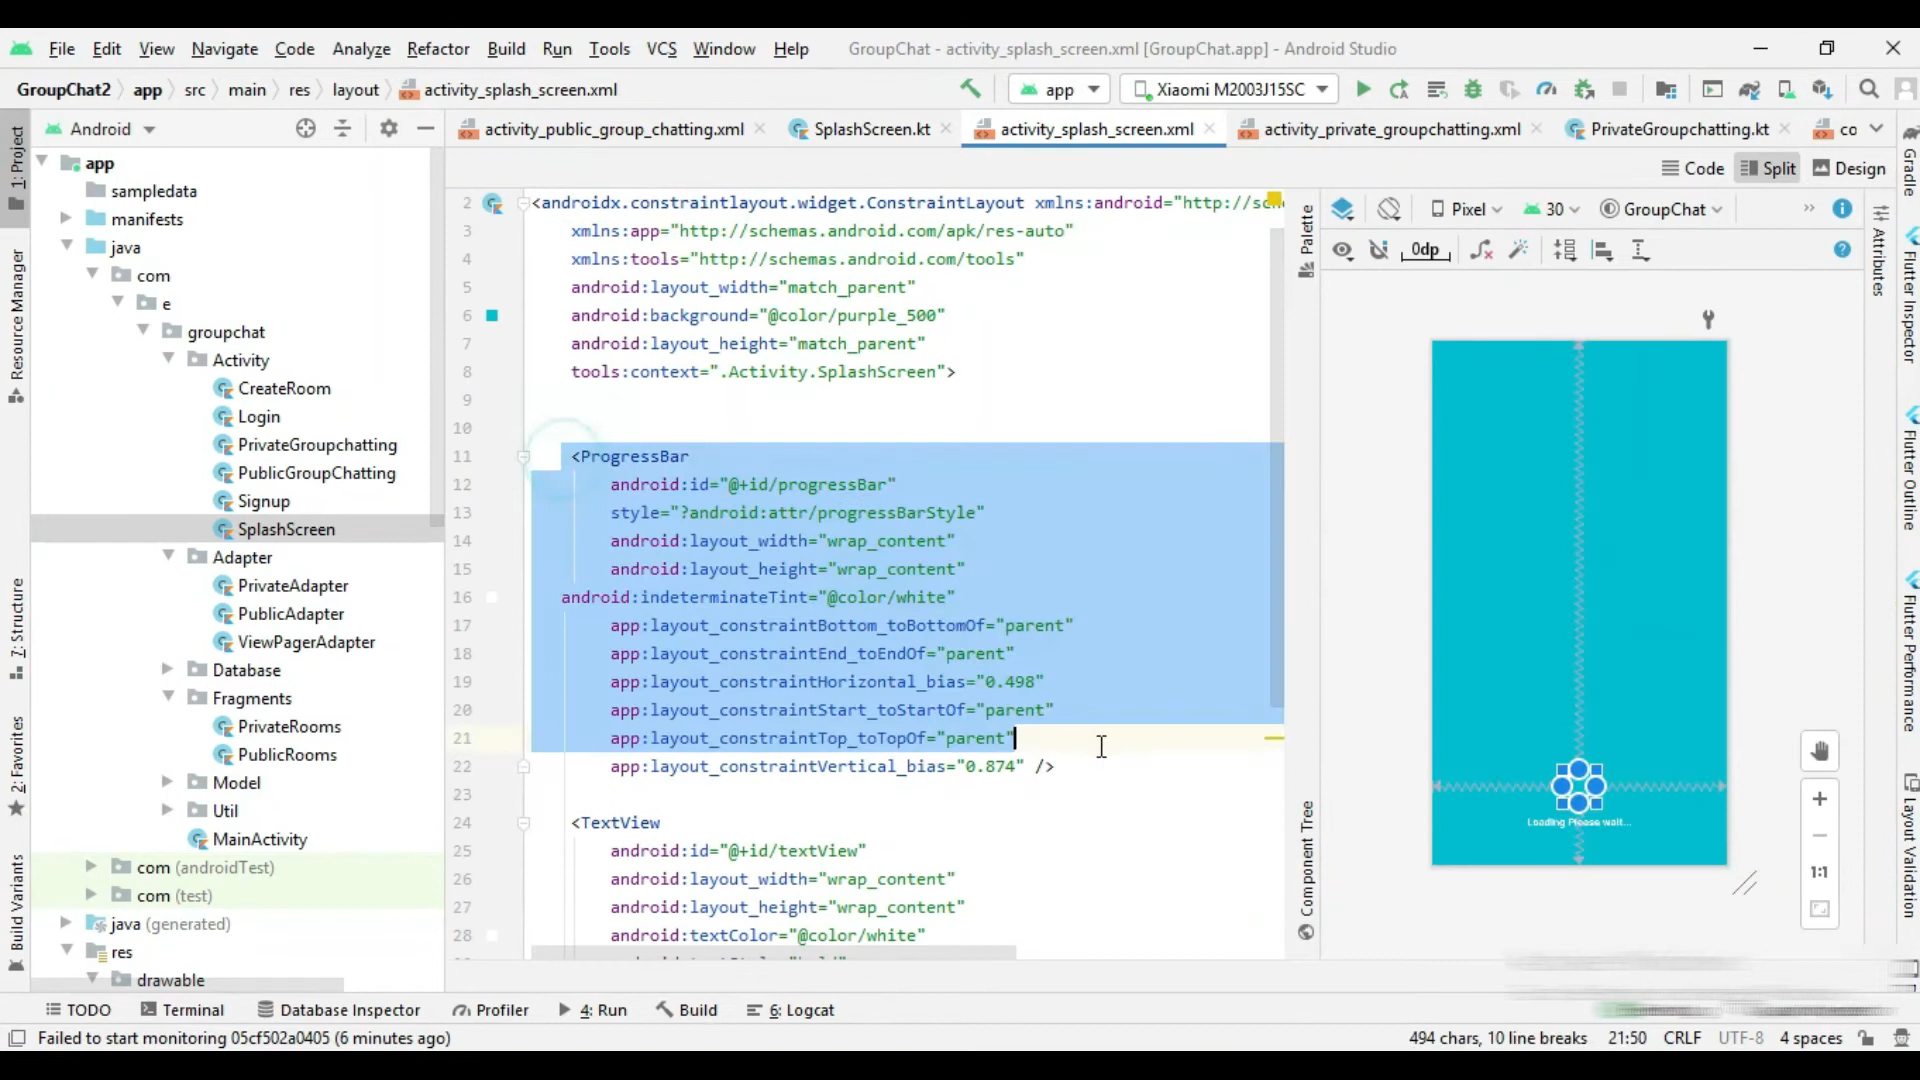 File Edit View Navigate Code Analyze Refactor Build Run Tools VCS Window Help GroupChat - activity_splash_screen.xml [GroupChat.app] - Android Studio
GroupChat2 app src main res layout activity_splash_screen.xml app Xiaomi M2003J15SC
Android activity_public_group_chatting.xml SplashScreen.kt activity_splash_screen.xml activity_private_groupchatting.xml PrivateGroupchatting.kt co
Code Split Design
Pixel 30 GroupChat
0dp
1: Project
Resource Manager
7: Structure
2: Favorites
Build Variants
app
sampledata
manifests
java
com
e
groupchat
Activity
CreateRoom
Login
PrivateGroupchatting
PublicGroupChatting
Signup
SplashScreen
Adapter
PrivateAdapter
PublicAdapter
ViewPagerAdapter
Database
Fragments
PrivateRooms
PublicRooms
Model
Util
MainActivity
com (androidTest)
com (test)
java (generated)
res
drawable
2 <androidx.constraintlayout.widget.ConstraintLayout xmlns:android="http://sch
3 xmlns:app="http://schemas.android.com/apk/res-auto"
4 xmlns:tools="http://schemas.android.com/tools"
5 android:layout_width="match_parent"
6 android:background="@color/purple_500"
7 android:layout_height="match_parent"
8 tools:context=".Activity.SplashScreen">
9
10
11 <ProgressBar
12 android:id="@+id/progressBar"
13 style="?android:attr/progressBarStyle"
14 android:layout_width="wrap_content"
15 android:layout_height="wrap_content"
16 android:indeterminateTint="@color/white"
17 app:layout_constraintBottom_toBottomOf="parent"
18 app:layout_constraintEnd_toEndOf="parent"
19 app:layout_constraintHorizontal_bias="0.498"
20 app:layout_constraintStart_toStartOf="parent"
21 app:layout_constraintTop_toTopOf="parent"
22 app:layout_constraintVertical_bias="0.874" />
23
24 <TextView
25 android:id="@+id/textView"
26 android:layout_width="wrap_content"
27 android:layout_height="wrap_content"
28 android:textColor="@color/white"
Palette
Component Tree
Loading Please wait...
1:1
Attributes
Gradle
Flutter Inspector
Flutter Outline
Flutter Performance
Layout Validation
TODO Terminal Database Inspector Profiler 4: Run Build 6: Logcat
Failed to start monitoring 05cf502a0405 (6 minutes ago) 494 chars, 10 line breaks 21:50 CRLF UTF-8 4 spaces